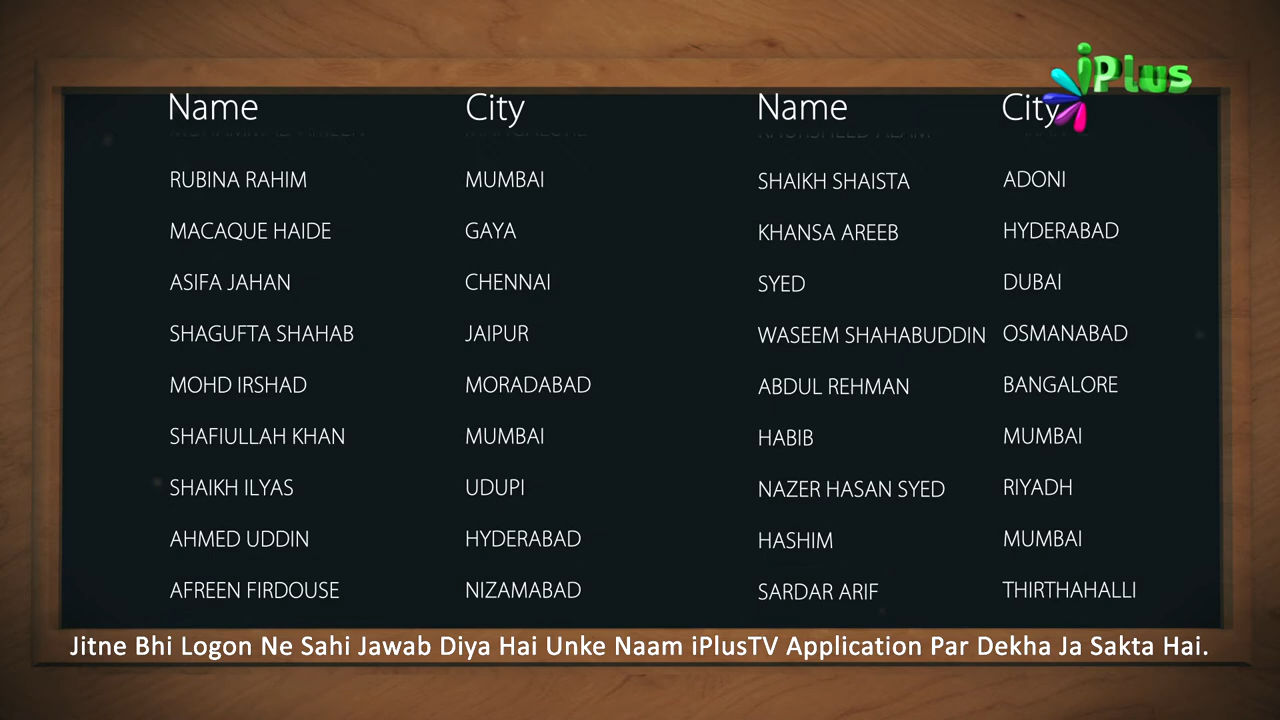 iPlus
Name City Name City
RUBINA RAHIM MUMBAI SHAIKH SHAISTA ADONI
MACAQUE HAIDE GAYA KHANSA AREEB HYDERABAD
ASIFA JAHAN CHENNAI SYED DUBAI
SHAGUFTA SHAHAB JAIPUR WASEEM SHAHABUDDIN OSMANABAD
MOHD IRSHAD MORADABAD ABDUL REHMAN BANGALORE
SHAFIULLAH KHAN MUMBAI HABIB MUMBAI
SHAIKH ILYAS UDUPI NAZER HASAN SYED RIYADH
AHMED UDDIN HYDERABAD HASHIM MUMBAI
AFREEN FIRDOUSE NIZAMABAD SARDAR ARIF THIRTHAHALLI
Jitne Bhi Logon Ne Sahi Jawab Diya Hai Unke Naam iPlusTV Application Par Dekha Ja Sakta Hai.